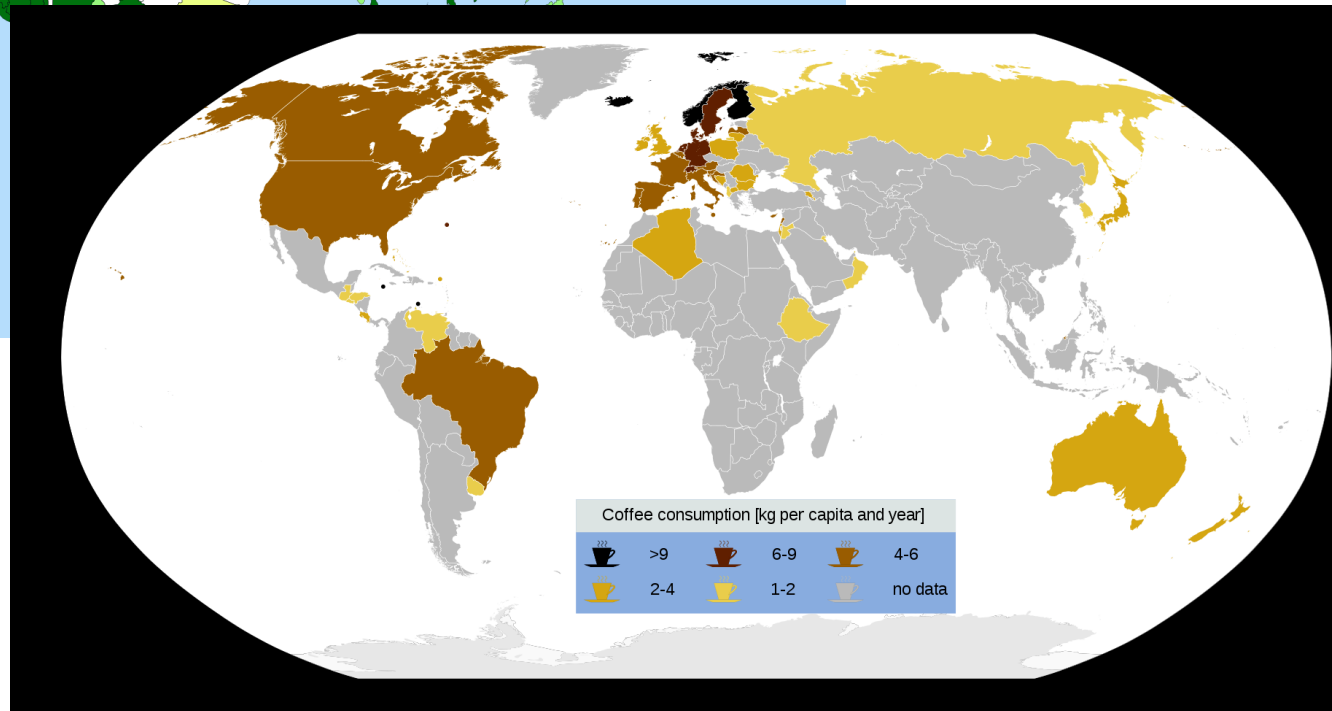 Coffee consumption [kg per capita and year]
>9 6-9 4-6
2-4 1-2 no data